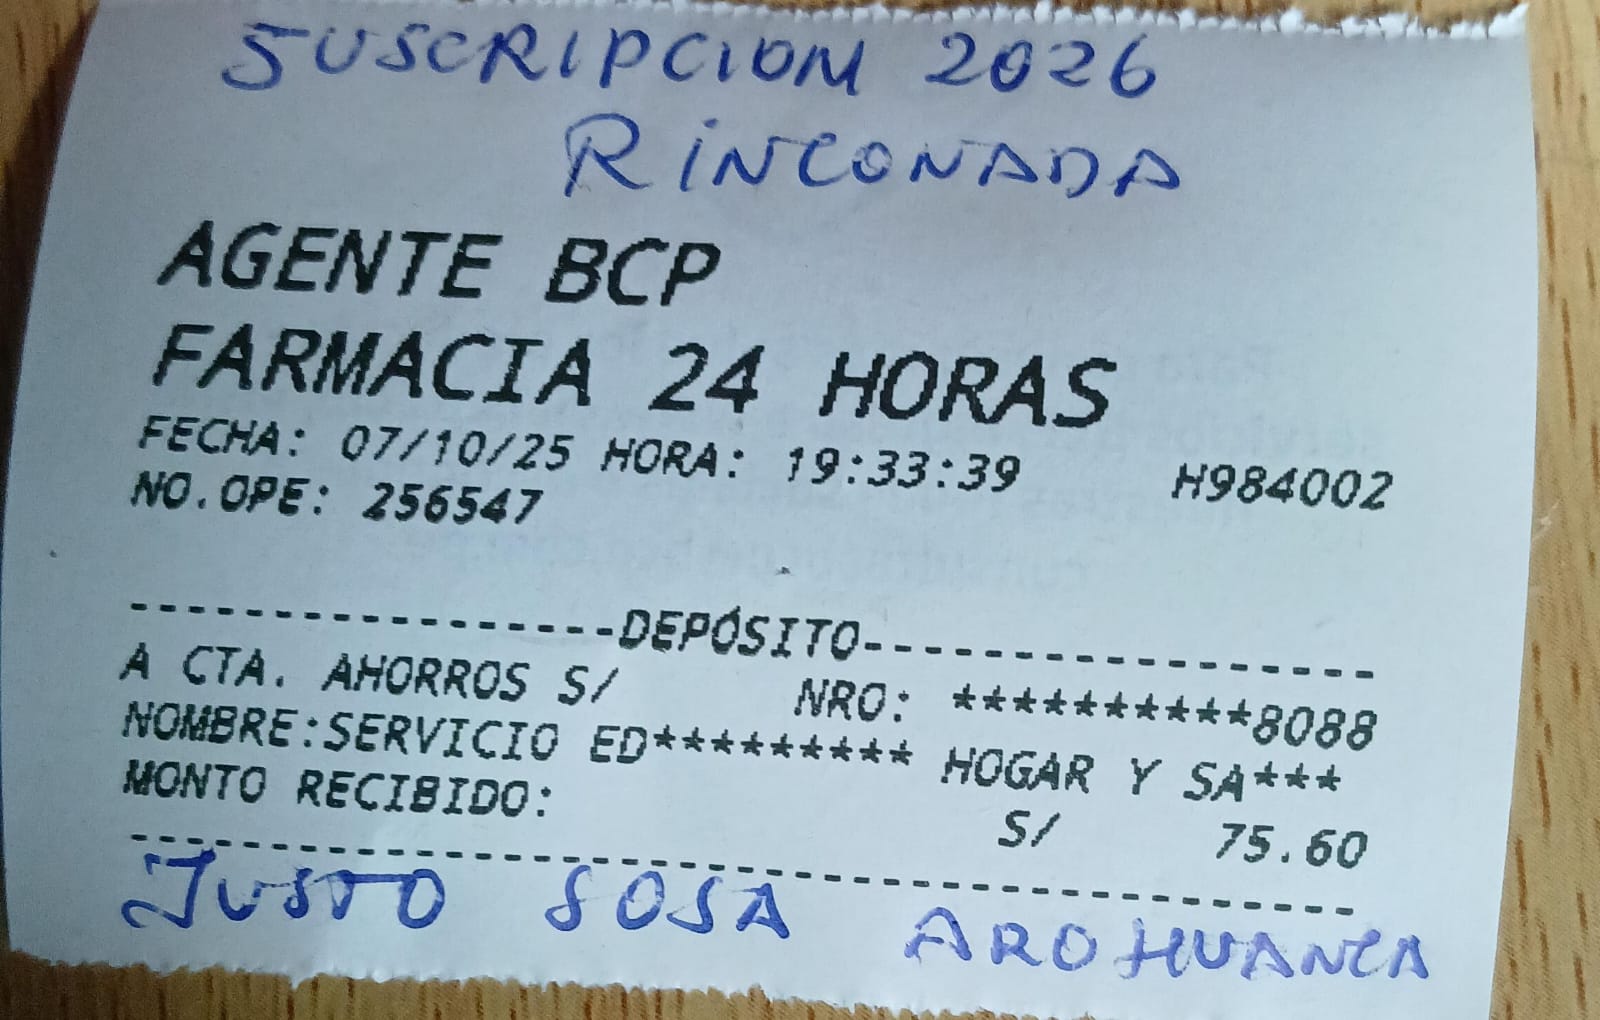 SUSCRIPCION 2026
RINCONADA
AGENTE BCP
FARMACIA 24 HORAS
FECHA: 07/10/25 HORA: 19:33:39 H984002
NO.OPE: 256547
-----------------DEPÓSITO-----------------
A CTA. AHORROS S/ NRO: **********8088
NOMBRE:SERVICIO ED********* HOGAR Y SA***
MONTO RECIBIDO: S/ 75.60
JUSTO SOSA AROHUANCA